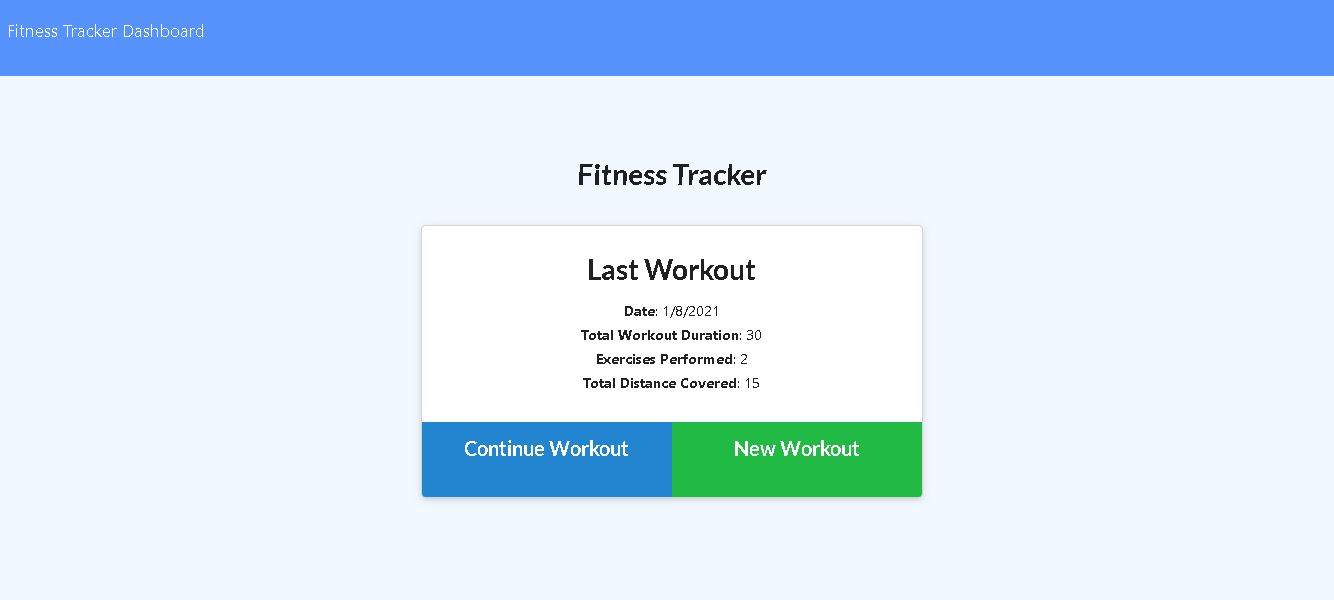 Fitness Tracker Dashboard
Fitness Tracker
Last Workout
Date: 1/8/2021
Total Workout Duration: 30
Exercises Performed: 2
Total Distance Covered: 15
Continue Workout
New Workout